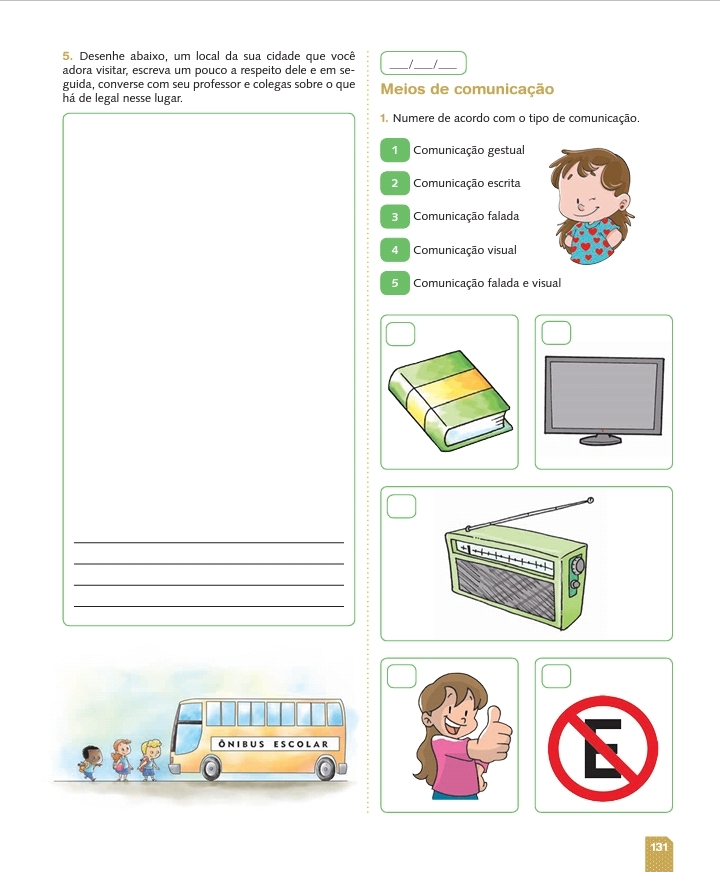 5. Desenhe abaixo, um local da sua cidade que você
adora visitar, escreva um pouco a respeito dele e em se-
guida, converse com seu professor e colegas sobre o que
há de legal nesse lugar.
ÔNIBUS ESCOLAR
___/___/___
Meios de comunicação
1. Numere de acordo com o tipo de comunicação.
1 Comunicação gestual
2 Comunicação escrita
3 Comunicação falada
4 Comunicação visual
5 Comunicação falada e visual
E
131